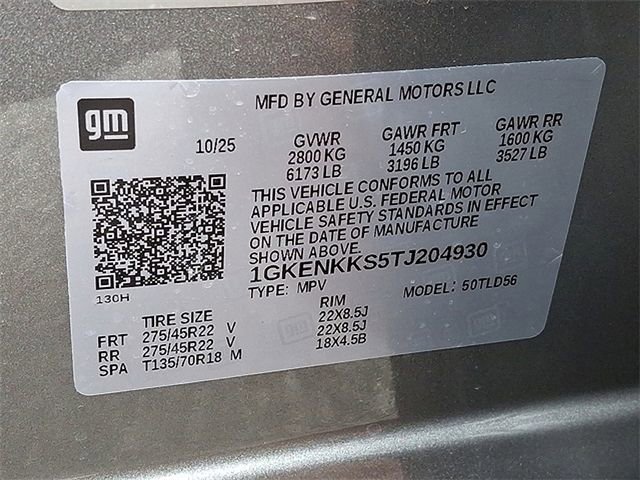 gm
MFD BY GENERAL MOTORS LLC
10/25 GVWR GAWR FRT GAWR RR
2800 KG 1450 KG 1600 KG
6173 LB 3196 LB 3527 LB
THIS VEHICLE CONFORMS TO ALL
APPLICABLE U.S. FEDERAL MOTOR
VEHICLE SAFETY STANDARDS IN EFFECT
ON THE DATE OF MANUFACTURE
SHOWN ABOVE.
1GKENKKS5TJ204930
130H
TYPE: MPV MODEL: 50TLD56
TIRE SIZE RIM
FRT 275/45R22 V 22X8.5J
RR 275/45R22 V 22X8.5J
SPA T135/70R18 M 18X4.5B